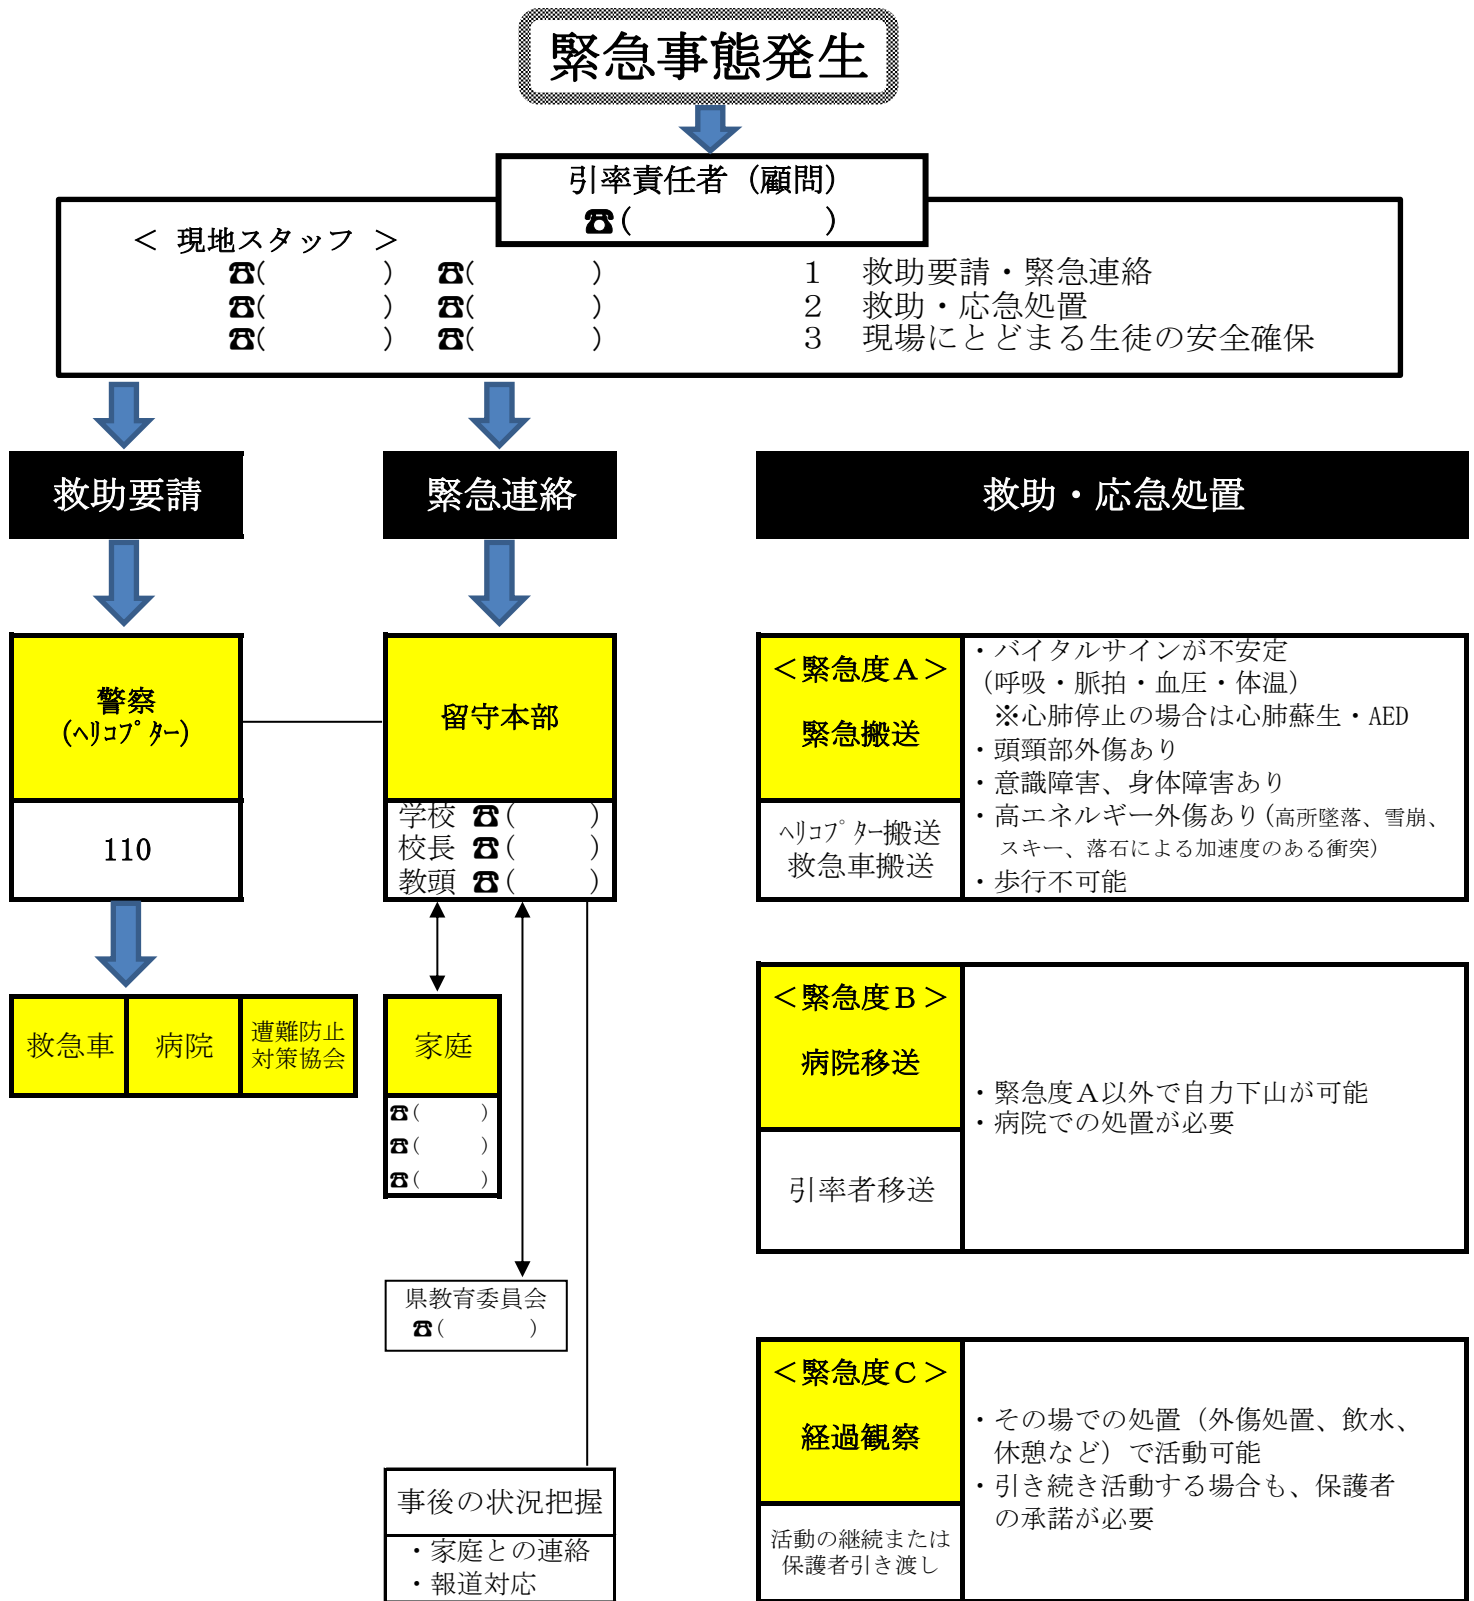 緊急事態発生
引率責任者（顧問）
☎(　　　　　　)
＜ 現地スタッフ ＞
☎(　　　　) ☎(　　　　)
☎(　　　　) ☎(　　　　)
☎(　　　　) ☎(　　　　)
１　救助要請・緊急連絡
２　救助・応急処置
３　現場にとどまる生徒の安全確保
救助要請
緊急連絡
救助・応急処置
警察
(ﾍﾘｺﾌﾟﾀｰ)
110
救急車
病院
遭難防止
対策協会
留守本部
学校 ☎(　　　)
校長 ☎(　　　)
教頭 ☎(　　　)
家庭
☎(　　　)
☎(　　　)
☎(　　　)
県教育委員会
☎(　　　　)
事後の状況把握
・家庭との連絡
・報道対応
＜緊急度Ａ＞
緊急搬送
ﾍﾘｺﾌﾟﾀｰ搬送
救急車搬送
・バイタルサインが不安定
（呼吸・脈拍・血圧・体温）
※心肺停止の場合は心肺蘇生・AED
・頭頸部外傷あり
・意識障害、身体障害あり
・高エネルギー外傷あり(高所墜落、雪崩、
スキー、落石による加速度のある衝突)
・歩行不可能
＜緊急度Ｂ＞
病院移送
引率者移送
・緊急度Ａ以外で自力下山が可能
・病院での処置が必要
＜緊急度Ｃ＞
経過観察
活動の継続または
保護者引き渡し
・その場での処置（外傷処置、飲水、
休憩など）で活動可能
・引き続き活動する場合も、保護者
の承諾が必要